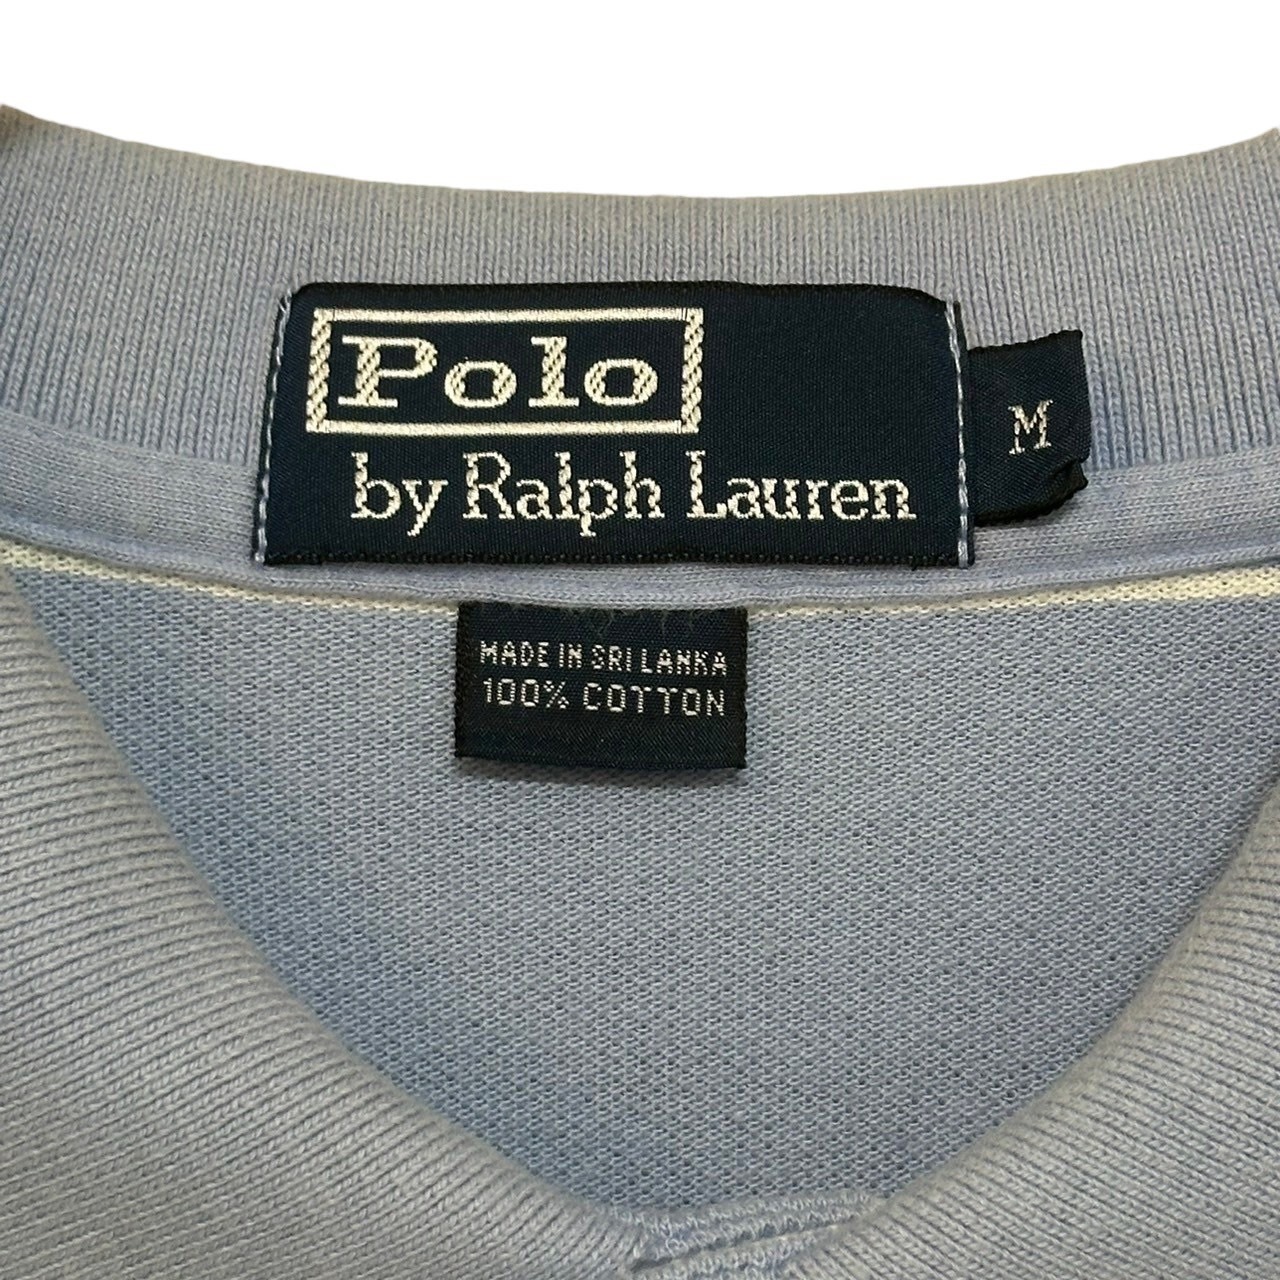 Polo
by Ralph Lauren
M
MADE IN SRI LANKA
100% COTTON